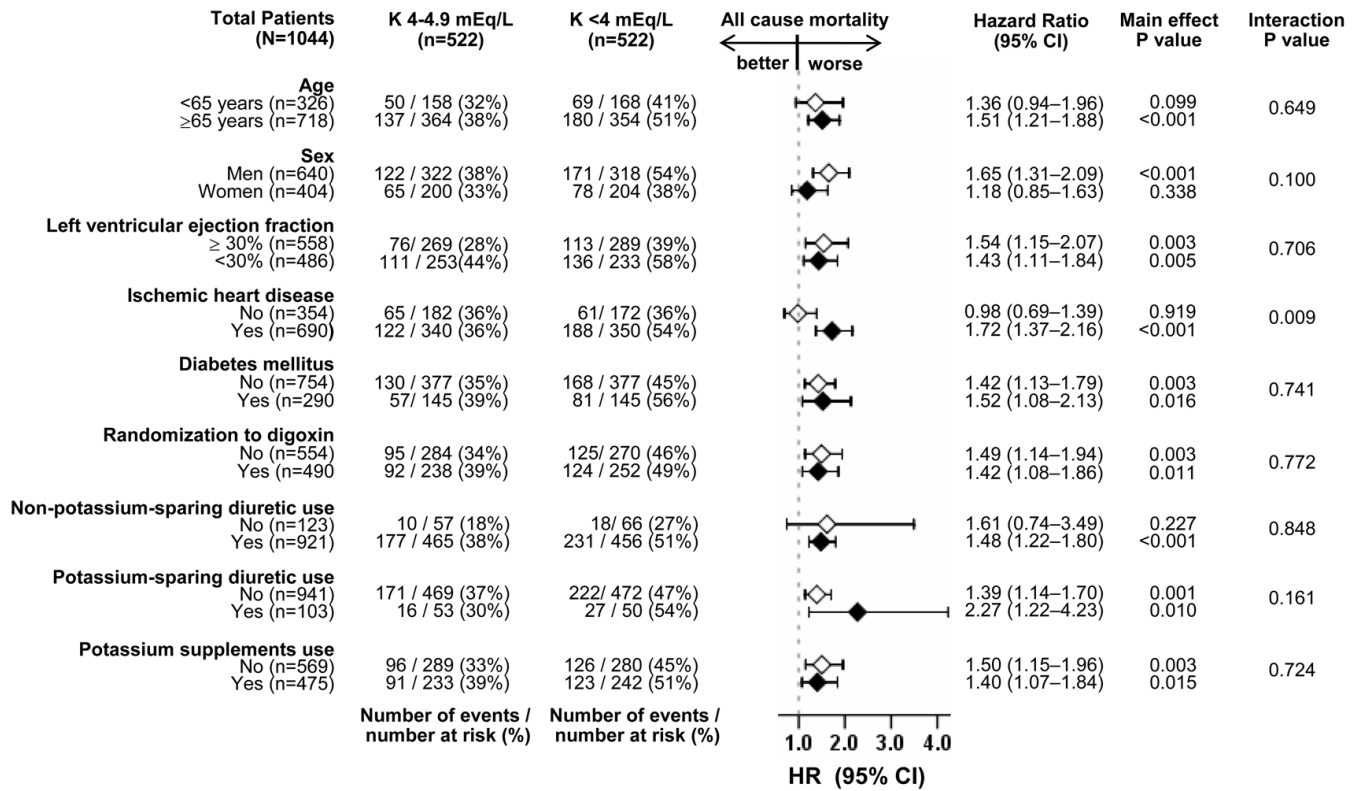 Total Patients (N=1044) K 4-4.9 mEq/L (n=522) K <4 mEq/L (n=522) All cause mortality Hazard Ratio (95% CI) Main effect P value Interaction P value
better worse
Age
<65 years (n=326) 50 / 158 (32%) 69 / 168 (41%) 1.36 (0.94–1.96) 0.099 0.649
≥65 years (n=718) 137 / 364 (38%) 180 / 354 (51%) 1.51 (1.21–1.88) <0.001
Sex
Men (n=640) 122 / 322 (38%) 171 / 318 (54%) 1.65 (1.31–2.09) <0.001 0.100
Women (n=404) 65 / 200 (33%) 78 / 204 (38%) 1.18 (0.85–1.63) 0.338
Left ventricular ejection fraction
≥ 30% (n=558) 76/ 269 (28%) 113 / 289 (39%) 1.54 (1.15–2.07) 0.003 0.706
<30% (n=486) 111 / 253(44%) 136 / 233 (58%) 1.43 (1.11–1.84) 0.005
Ischemic heart disease
No (n=354) 65 / 182 (36%) 61/ 172 (36%) 0.98 (0.69–1.39) 0.919 0.009
Yes (n=690) 122 / 340 (36%) 188 / 350 (54%) 1.72 (1.37–2.16) <0.001
Diabetes mellitus
No (n=754) 130 / 377 (35%) 168 / 377 (45%) 1.42 (1.13–1.79) 0.003 0.741
Yes (n=290 57/ 145 (39%) 81 / 145 (56%) 1.52 (1.08–2.13) 0.016
Randomization to digoxin
No (n=554) 95 / 284 (34%) 125/ 270 (46%) 1.49 (1.14–1.94) 0.003 0.772
Yes (n=490 92 / 238 (39%) 124 / 252 (49%) 1.42 (1.08–1.86) 0.011
Non-potassium-sparing diuretic use
No (n=123) 10 / 57 (18%) 18/ 66 (27%) 1.61 (0.74–3.49) 0.227 0.848
Yes (n=921) 177 / 465 (38%) 231 / 456 (51%) 1.48 (1.22–1.80) <0.001
Potassium-sparing diuretic use
No (n=941) 171 / 469 (37%) 222/ 472 (47%) 1.39 (1.14–1.70) 0.001 0.161
Yes (n=103) 16 / 53 (30%) 27 / 50 (54%) 2.27 (1.22–4.23) 0.010
Potassium supplements use
No (n=569) 96 / 289 (33%) 126 / 280 (45%) 1.50 (1.15–1.96) 0.003 0.724
Yes (n=475) 91 / 233 (39%) 123 / 242 (51%) 1.40 (1.07–1.84) 0.015
Number of events / number at risk (%) Number of events / number at risk (%)
1.0 2.0 3.0 4.0
HR (95% CI)